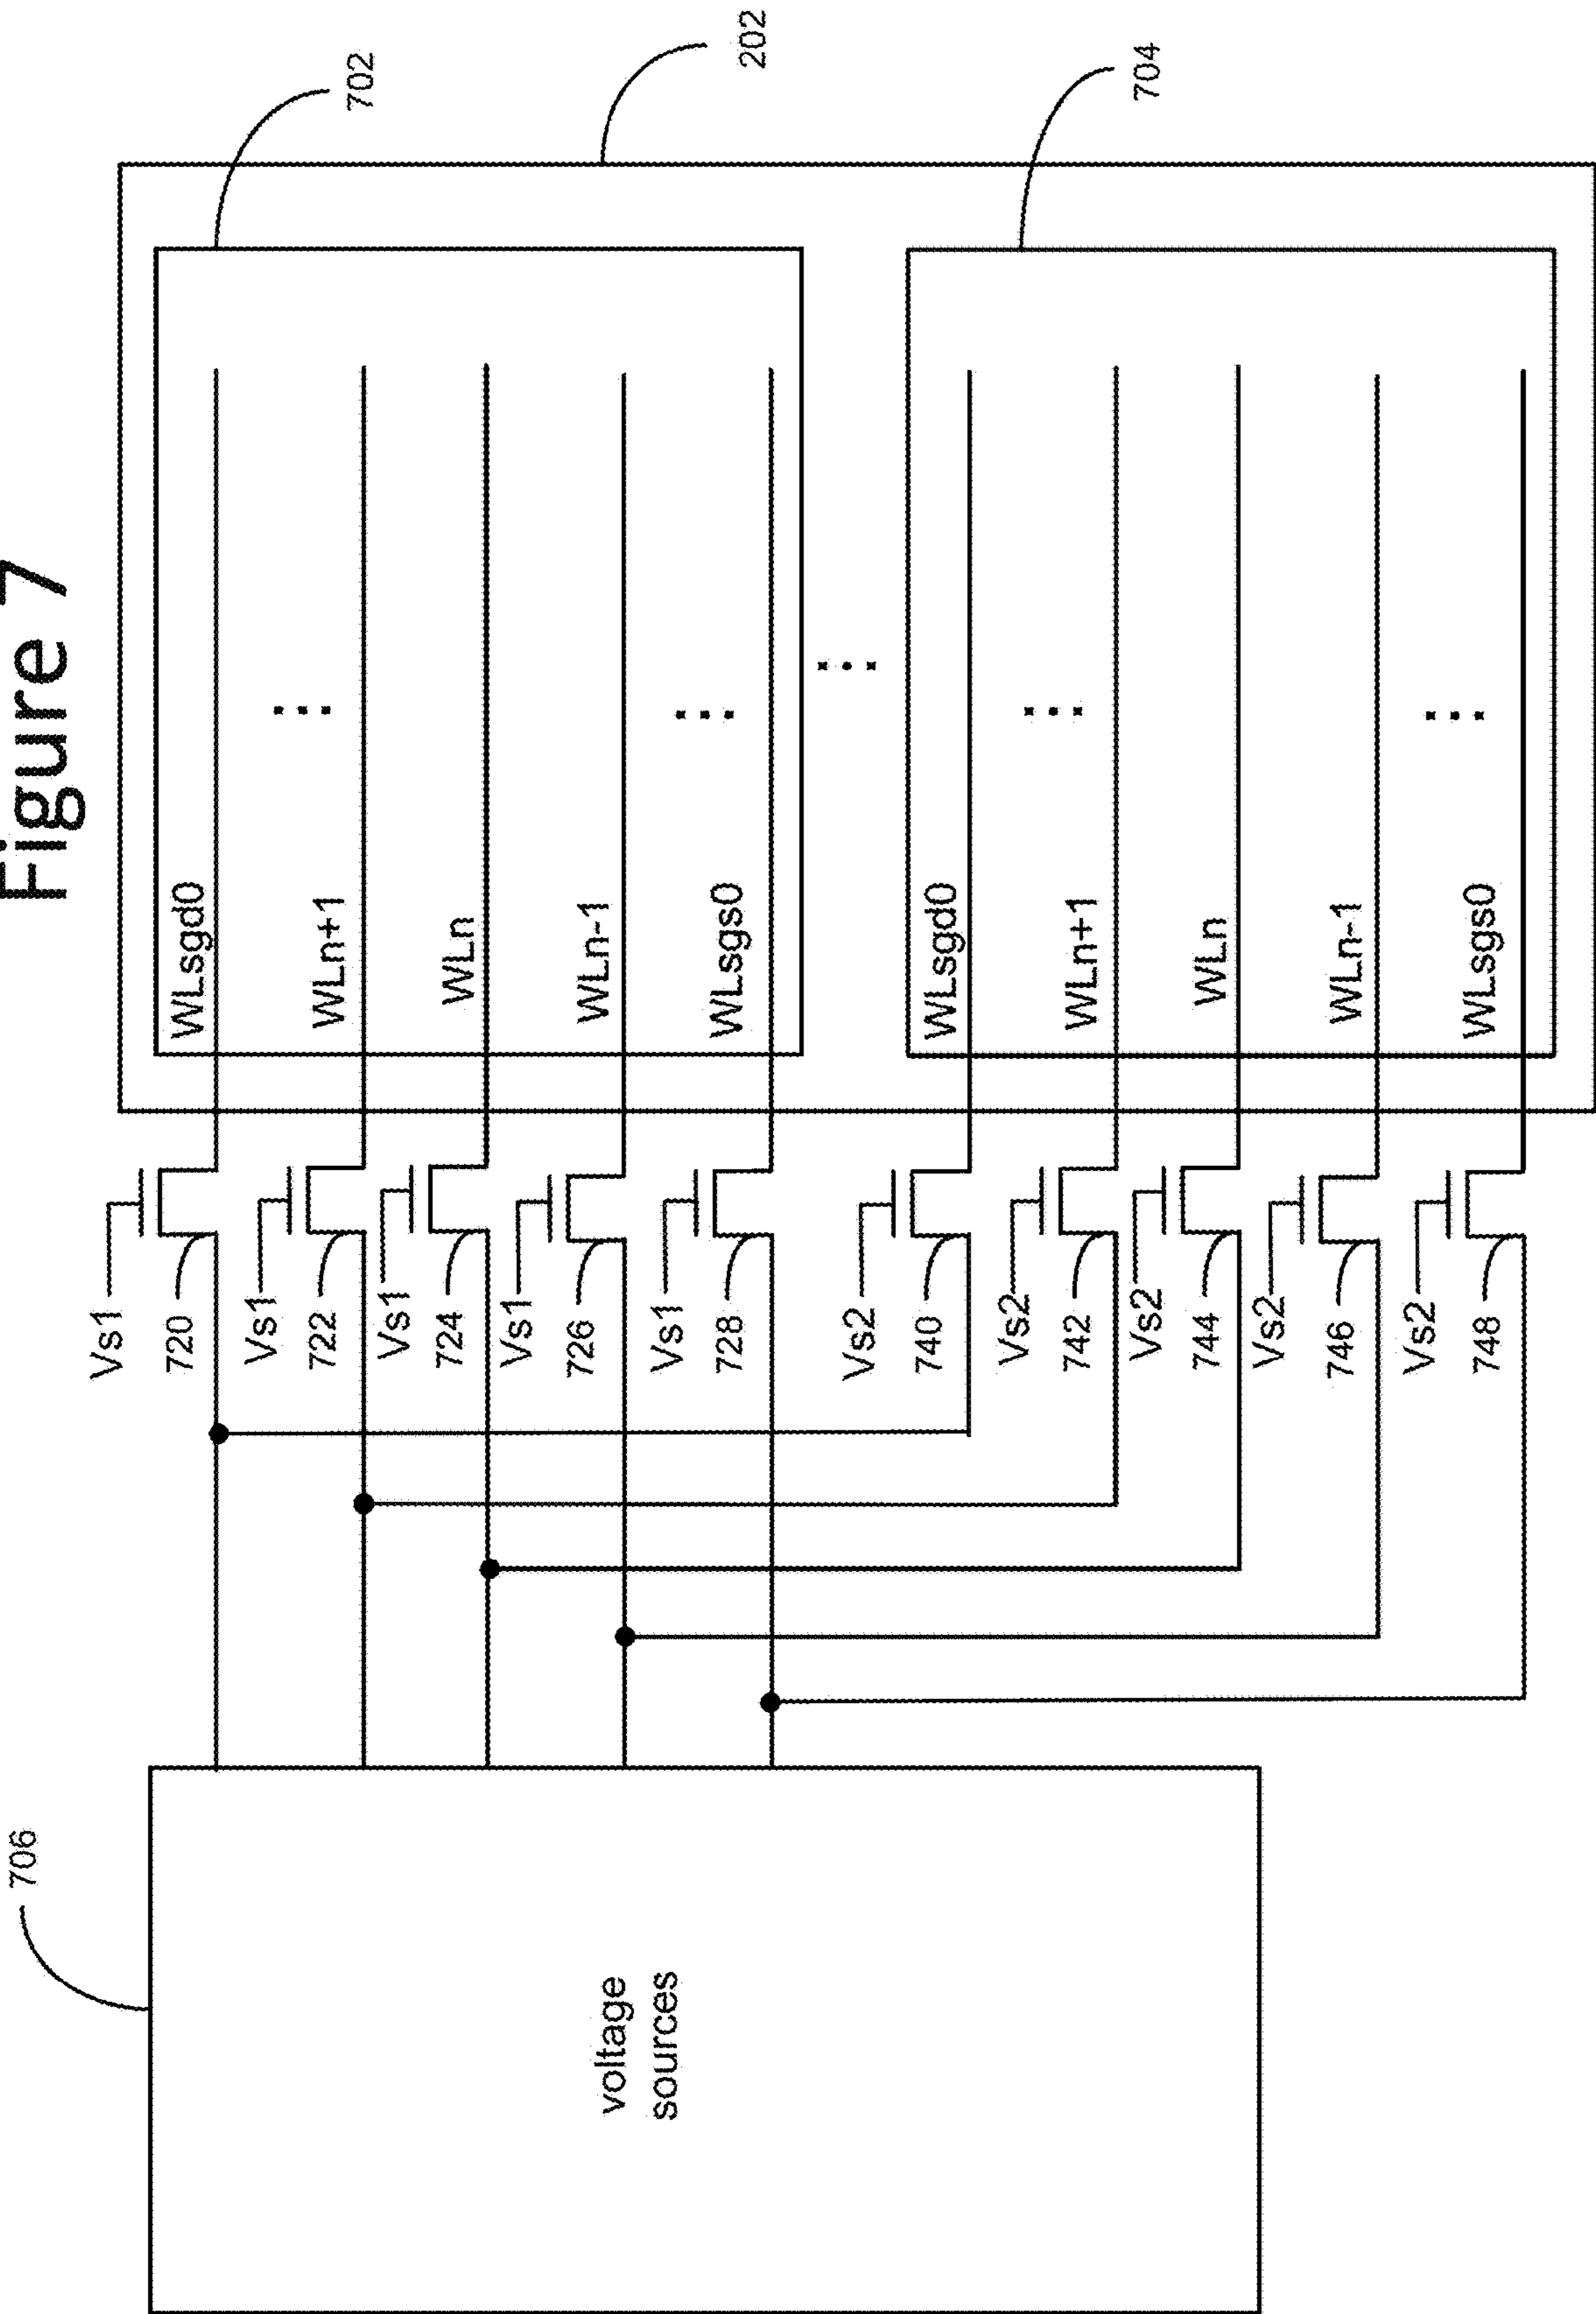 Figure 7
706
voltage
sources
Vs1
720
Vs1
722
Vs1
724
Vs1
726
Vs1
728
Vs2
740
Vs2
742
Vs2
744
Vs2
746
Vs2
748
WLsgd0
WLn+1
WLn
WLn-1
WLsgs0
WLsgd0
WLn+1
WLn
WLn-1
WLsgs0
702
202
704